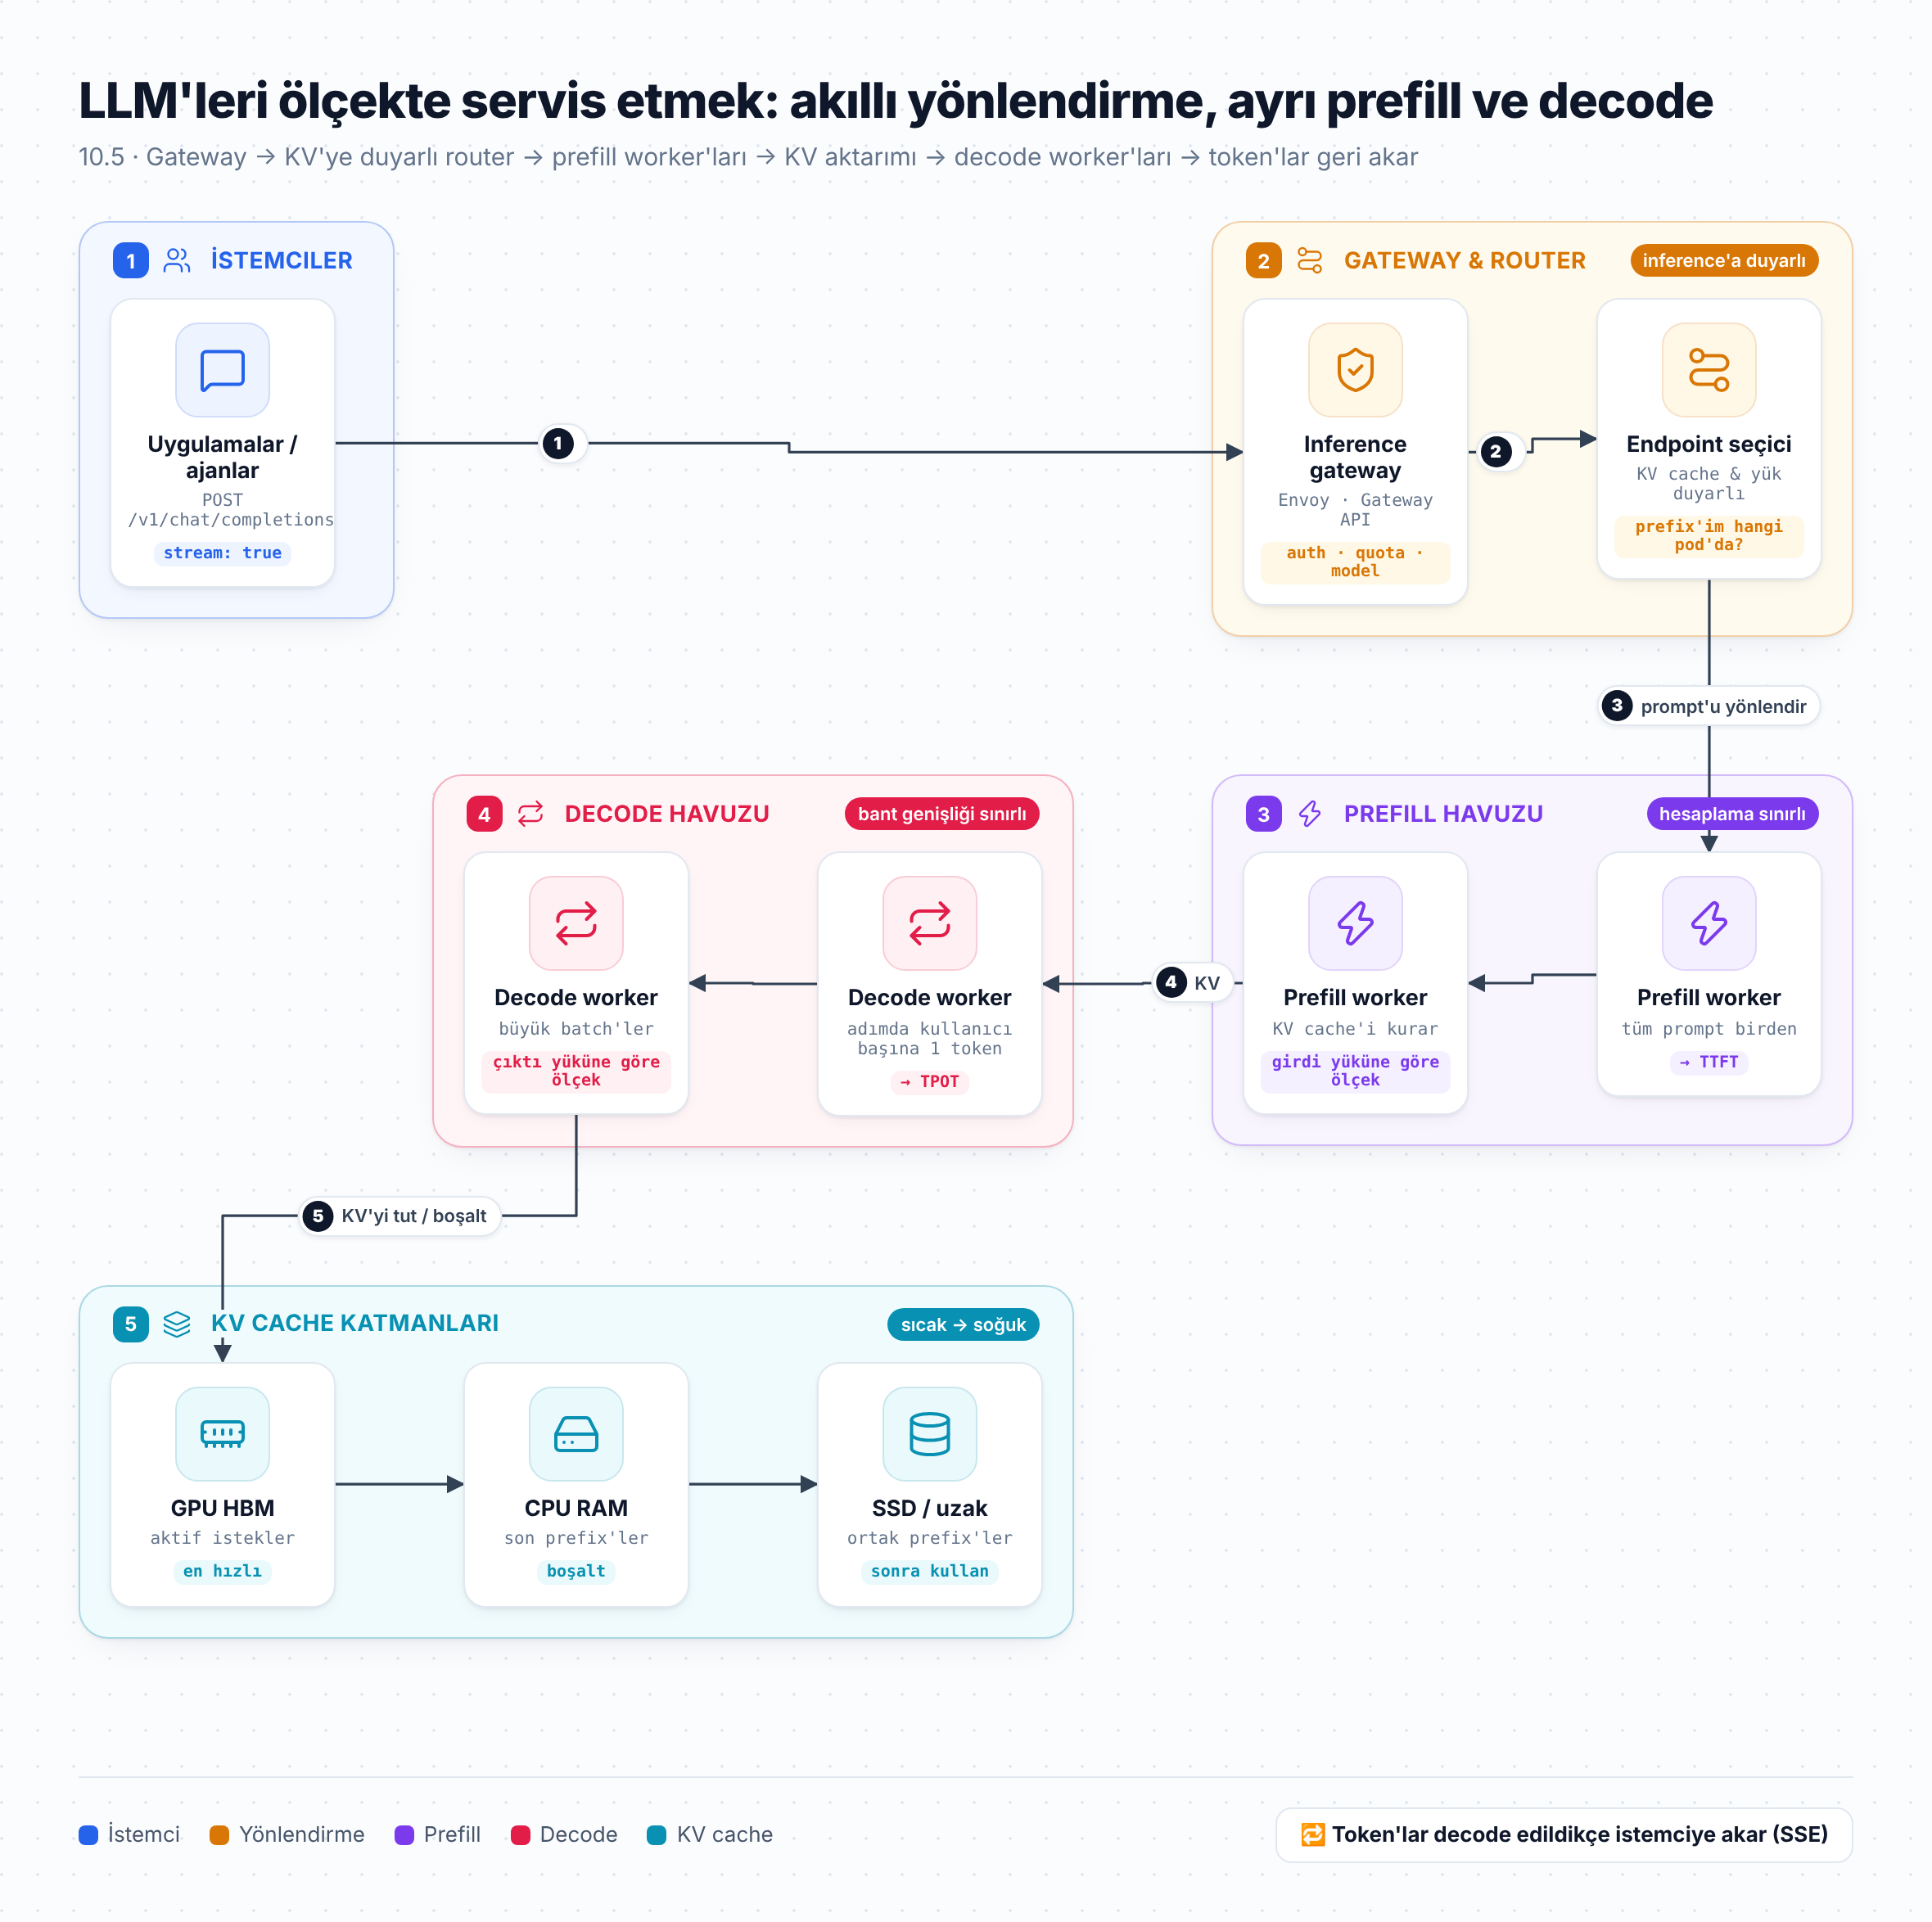 LLM'leri ölçekte servis etmek: akıllı yönlendirme, ayrı prefill ve decode
10.5 · Gateway → KV'ye duyarlı router → prefill worker'ları → KV aktarımı → decode worker'ları → token'lar geri akar
1 İSTEMCİLER
Uygulamalar /
ajanlar
POST
/v1/chat/completions
stream: true
1
2 GATEWAY & ROUTER inference'a duyarlı
Inference
gateway
Envoy · Gateway
API
auth · quota ·
model
2
Endpoint seçici
KV cache & yük
duyarlı
prefix'im hangi
pod'da?
3 prompt'u yönlendir
4 DECODE HAVUZU bant genişliği sınırlı
Decode worker
büyük batch'ler
çıktı yüküne göre
ölçek
Decode worker
adımda kullanıcı
başına 1 token
→ TPOT
4 KV
3 PREFILL HAVUZU hesaplama sınırlı
Prefill worker
KV cache'i kurar
girdi yüküne göre
ölçek
Prefill worker
tüm prompt birden
→ TTFT
5 KV'yi tut / boşalt
5 KV CACHE KATMANLARI sıcak → soğuk
GPU HBM
aktif istekler
en hızlı
CPU RAM
son prefix'ler
boşalt
SSD / uzak
ortak prefix'ler
sonra kullan
İstemci Yönlendirme Prefill Decode KV cache
🔁 Token'lar decode edildikçe istemciye akar (SSE)